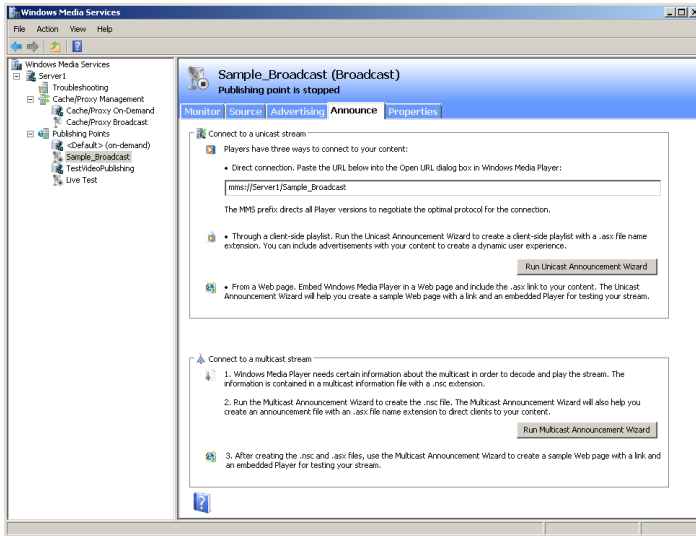 Windows Media Services
File Action View Help
Windows Media Services
Server1
Troubleshooting
Cache/Proxy Management
Cache/Proxy On-Demand
Cache/Proxy Broadcast
Publishing Points
<Default> (on-demand)
Sample_Broadcast
TestVideoPublishing
Live Test
Sample_Broadcast (Broadcast)
Publishing point is stopped
Monitor Source Advertising Announce Properties
Connect to a unicast stream
Players have three ways to connect to your content:
• Direct connection. Paste the URL below into the Open URL dialog box in Windows Media Player:
mms://Server1/Sample_Broadcast
The MMS prefix directs all Player versions to negotiate the optimal protocol for the connection.
• Through a client-side playlist. Run the Unicast Announcement Wizard to create a client-side playlist with a .asx file name
extension. You can include advertisements with your content to create a dynamic user experience.
Run Unicast Announcement Wizard
• From a Web page. Embed Windows Media Player in a Web page and include the .asx link to your content. The Unicast
Announcement Wizard will help you create a sample Web page with a link and an embedded Player for testing your stream.
Connect to a multicast stream
1. Windows Media Player needs certain information about the multicast in order to decode and play the stream. The
information is contained in a multicast information file with a .nsc extension.
2. Run the Multicast Announcement Wizard to create the .nsc file. The Multicast Announcement Wizard will also help you
create an announcement file with an .asx file name extension to direct clients to your content.
Run Multicast Announcement Wizard
3. After creating the .nsc and .asx files, use the Multicast Announcement Wizard to create a sample Web page with a link and
an embedded Player for testing your stream.